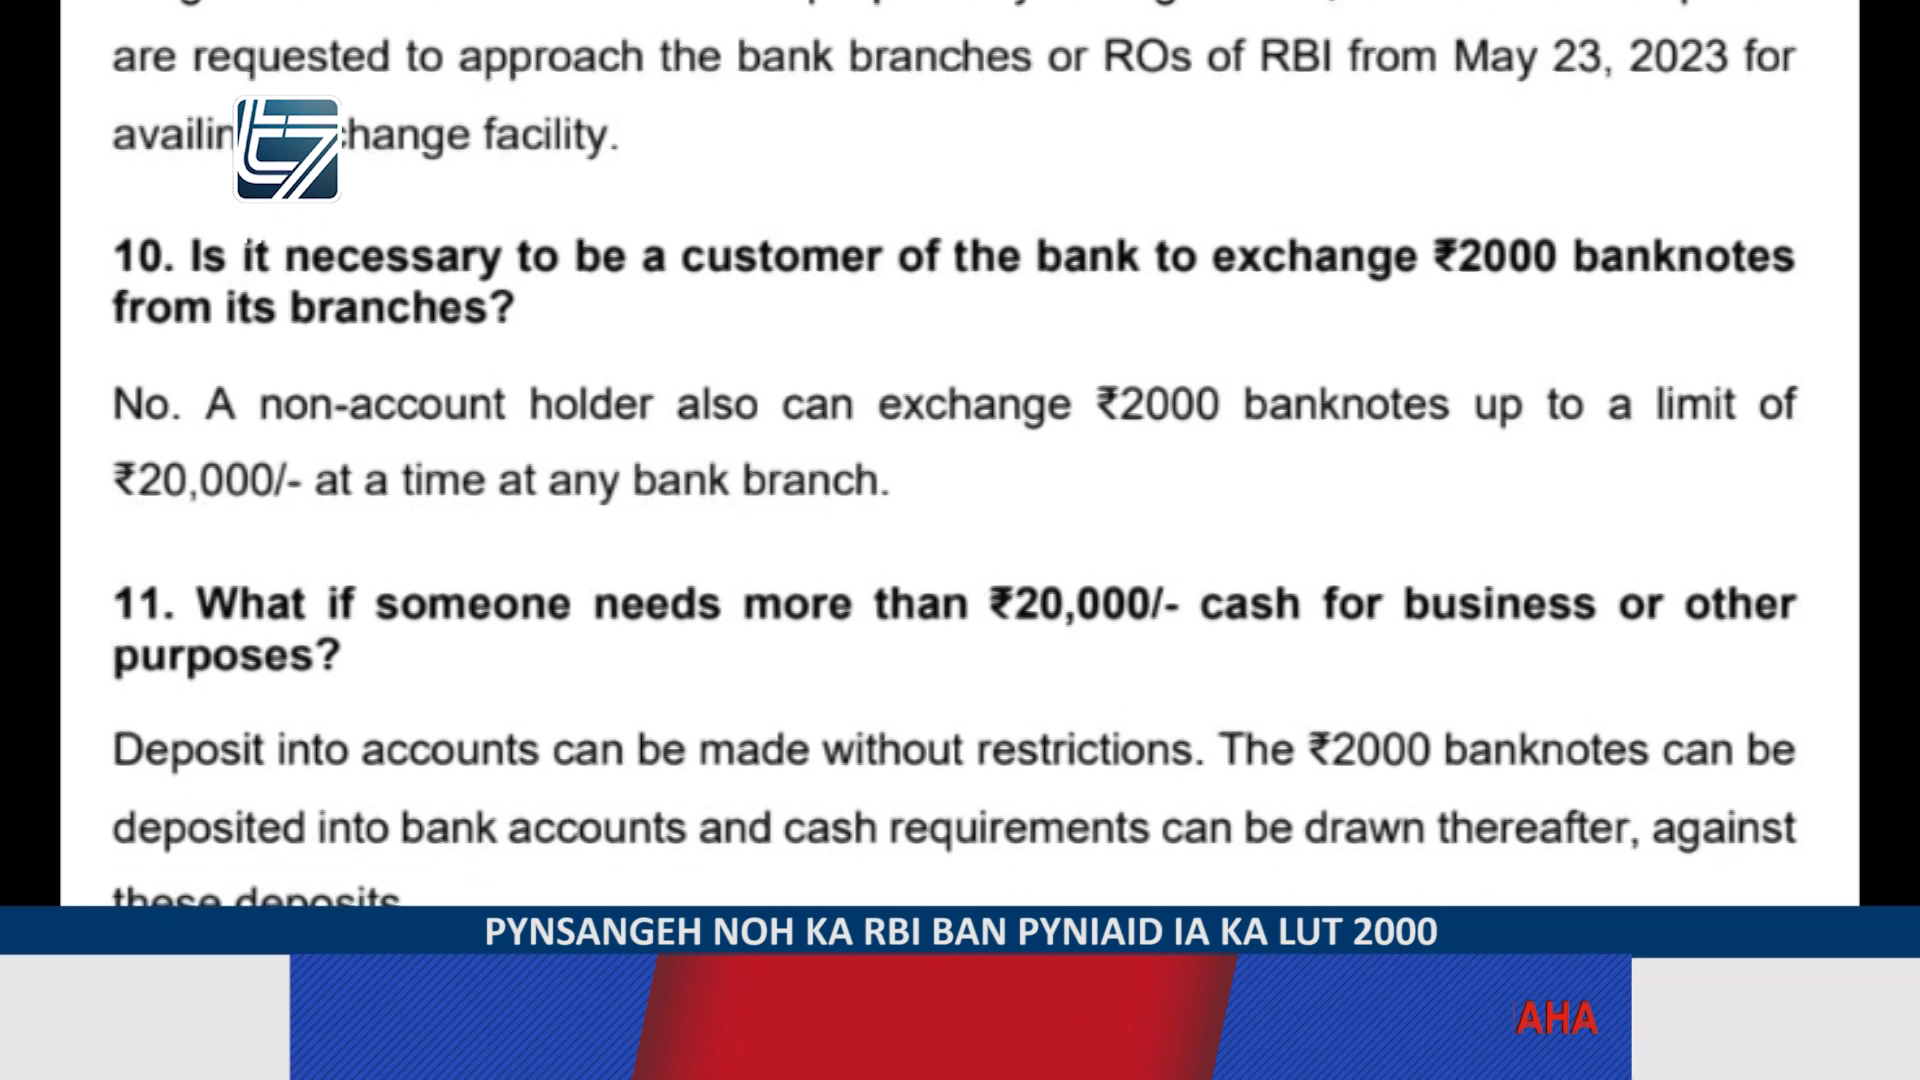 are requested to approach the bank branches or ROs of RBI from May 23, 2023 for
change facility.
10. Is it necessary to be a customer of the bank to exchange ₹2000 banknotes
from its branches?
No. A non-account holder also can exchange ₹2000 banknotes up to a limit of
₹20,000/- at a time at any bank branch.
11. What if someone needs more than ₹20,000/- cash for business or other
purposes?
Deposit into accounts can be made without restrictions. The ₹2000 banknotes can be
deposited into bank accounts and cash requirements can be drawn thereafter, against
these deposits.
PYNSANGEH NOH KA RBI BAN PYNIAID IA KA LUT 2000
AHA